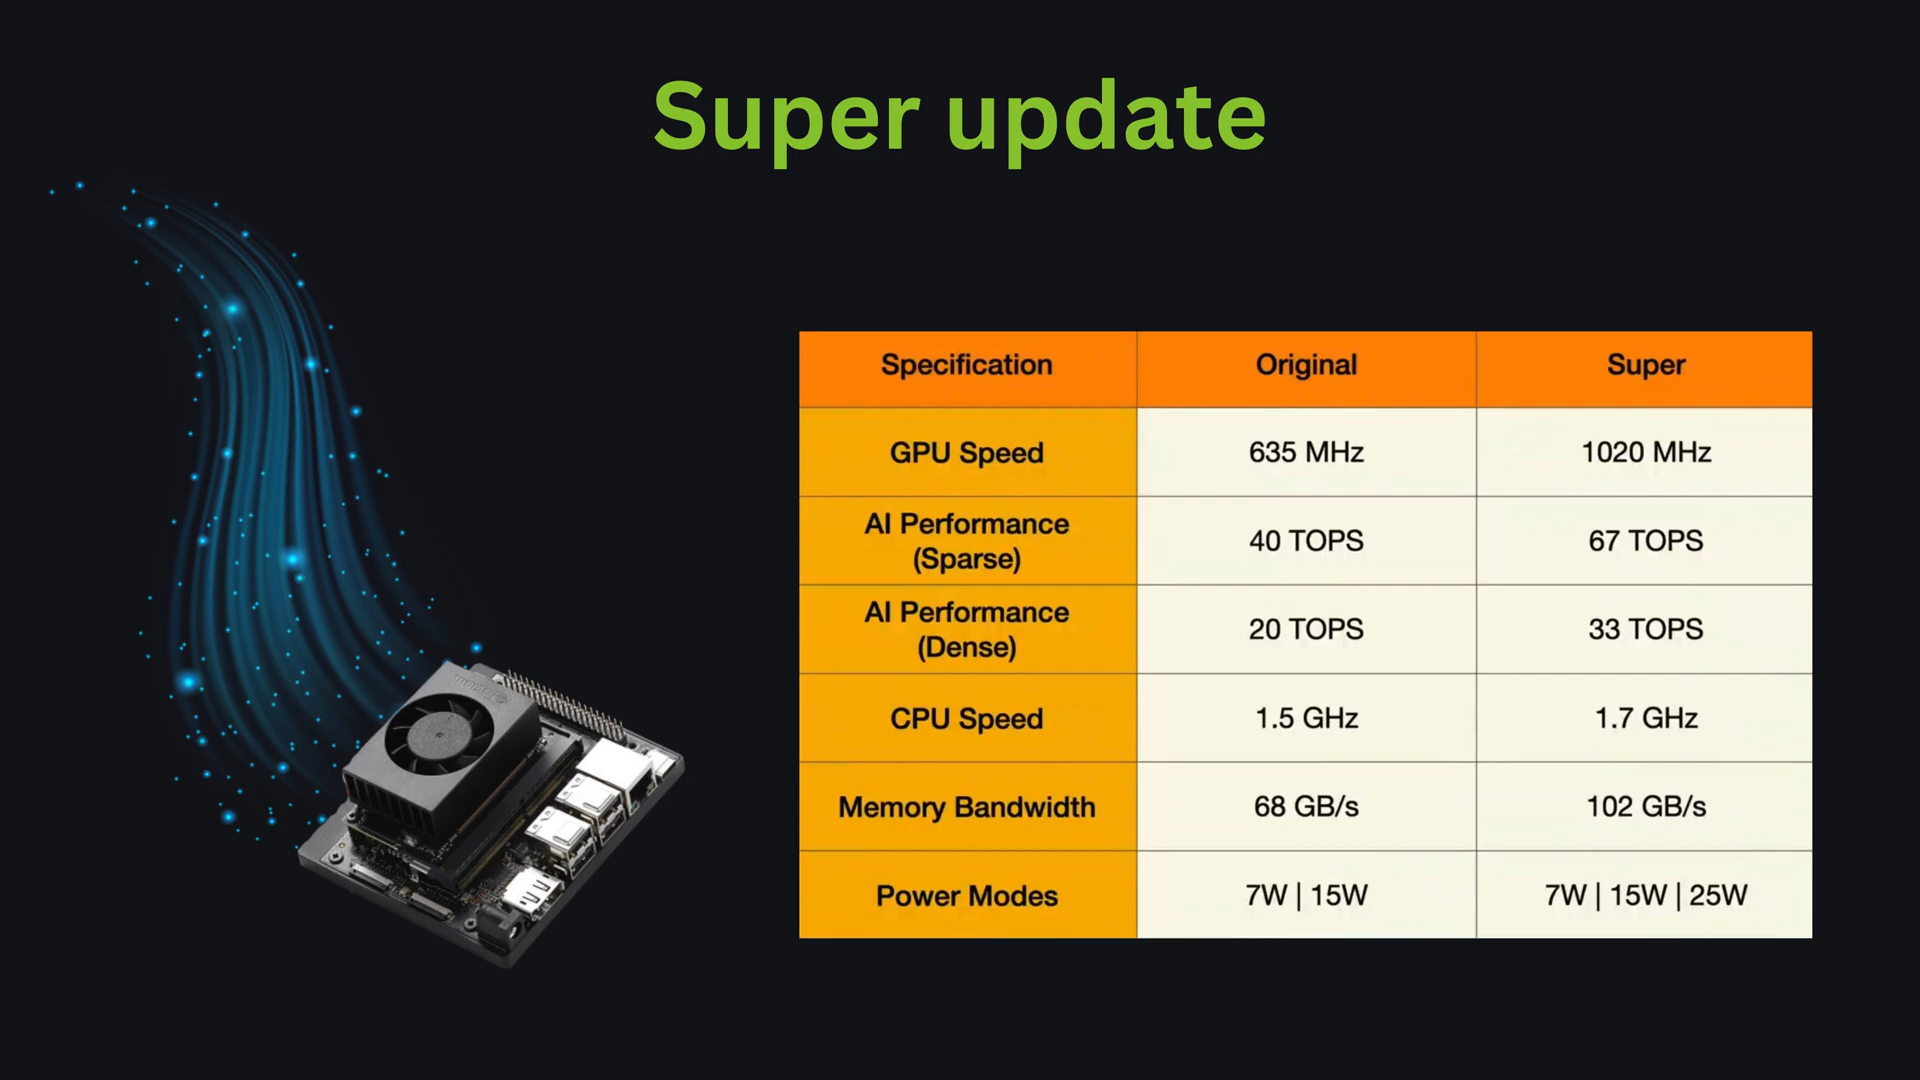 Super update
Specification Original Super
GPU Speed 635 MHz 1020 MHz
AI Performance
(Sparse) 40 TOPS 67 TOPS
AI Performance
(Dense) 20 TOPS 33 TOPS
CPU Speed 1.5 GHz 1.7 GHz
Memory Bandwidth 68 GB/s 102 GB/s
Power Modes 7W | 15W 7W | 15W | 25W